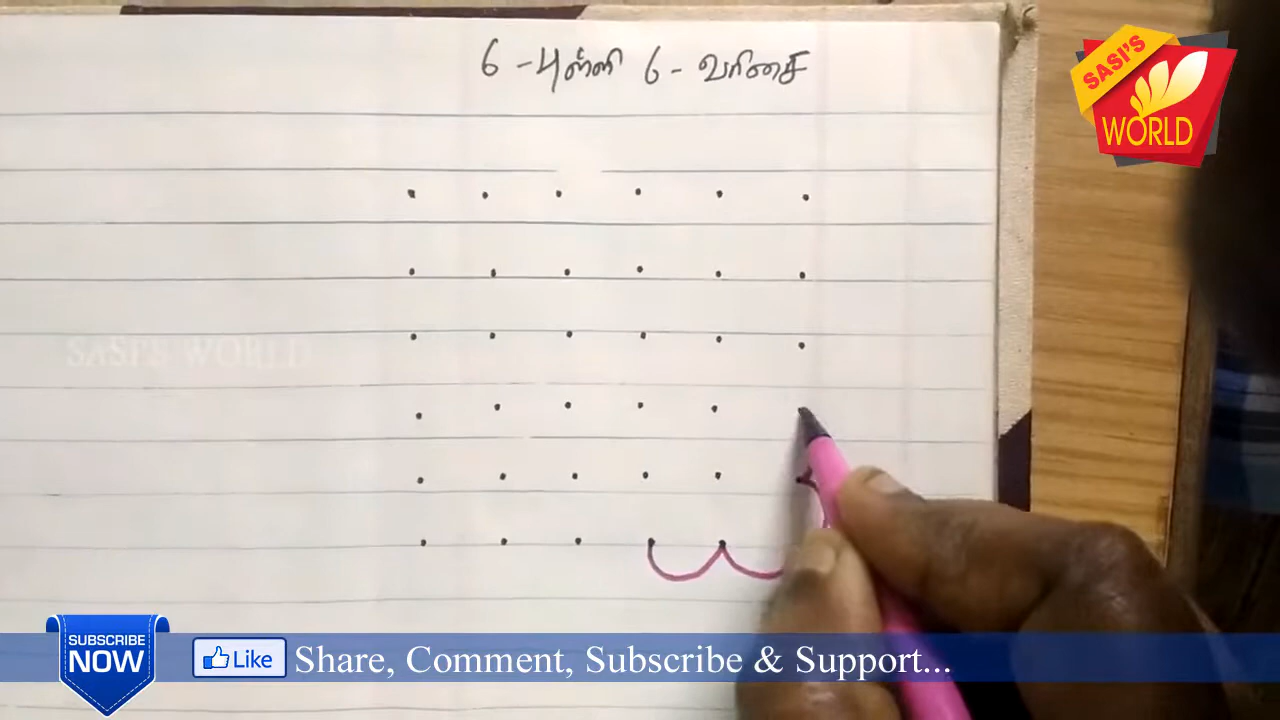 6 - புள்ளி 6 - வரிசை
SASI'S
WORLD
SASI'S WORLD
SUBSCRIBE
NOW
Like
Share, Comment, Subscribe & Support...